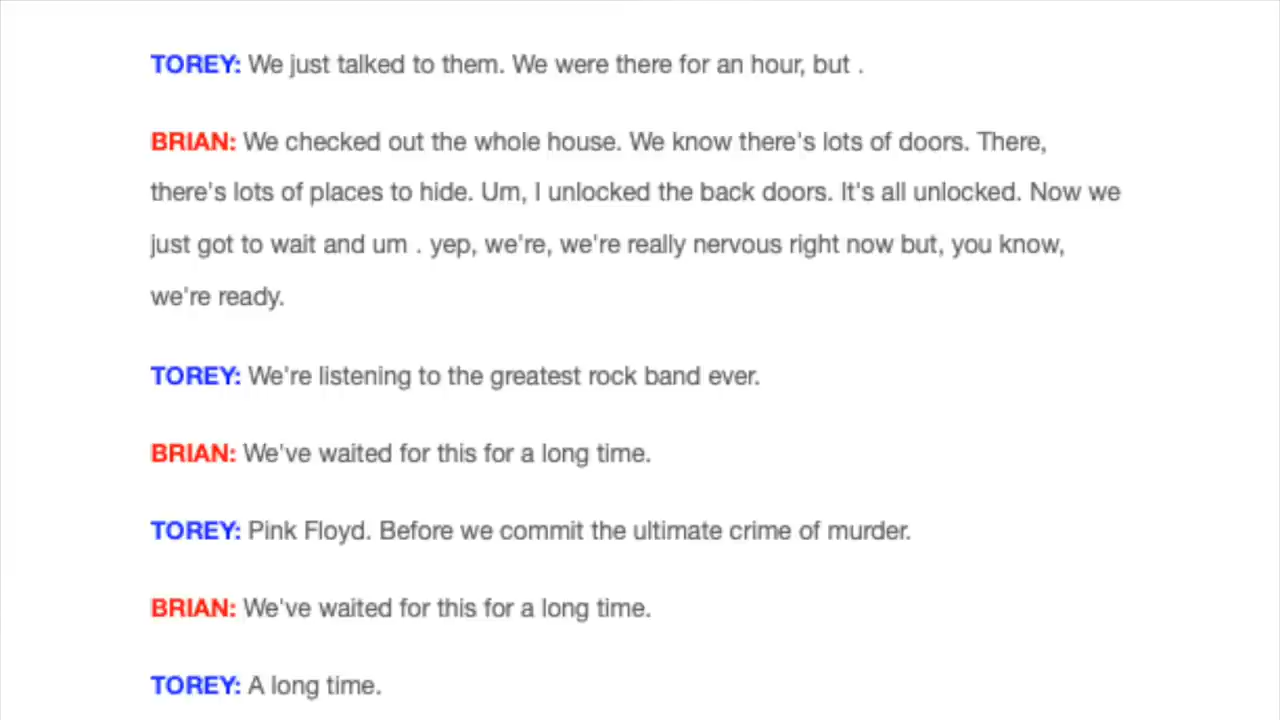 TOREY: We just talked to them. We were there for an hour, but .
BRIAN: We checked out the whole house. We know there's lots of doors. There,
there's lots of places to hide. Um, I unlocked the back doors. It's all unlocked. Now we
just got to wait and um . yep, we're, we're really nervous right now but, you know,
we're ready.
TOREY: We're listening to the greatest rock band ever.
BRIAN: We've waited for this for a long time.
TOREY: Pink Floyd. Before we commit the ultimate crime of murder.
BRIAN: We've waited for this for a long time.
TOREY: A long time.